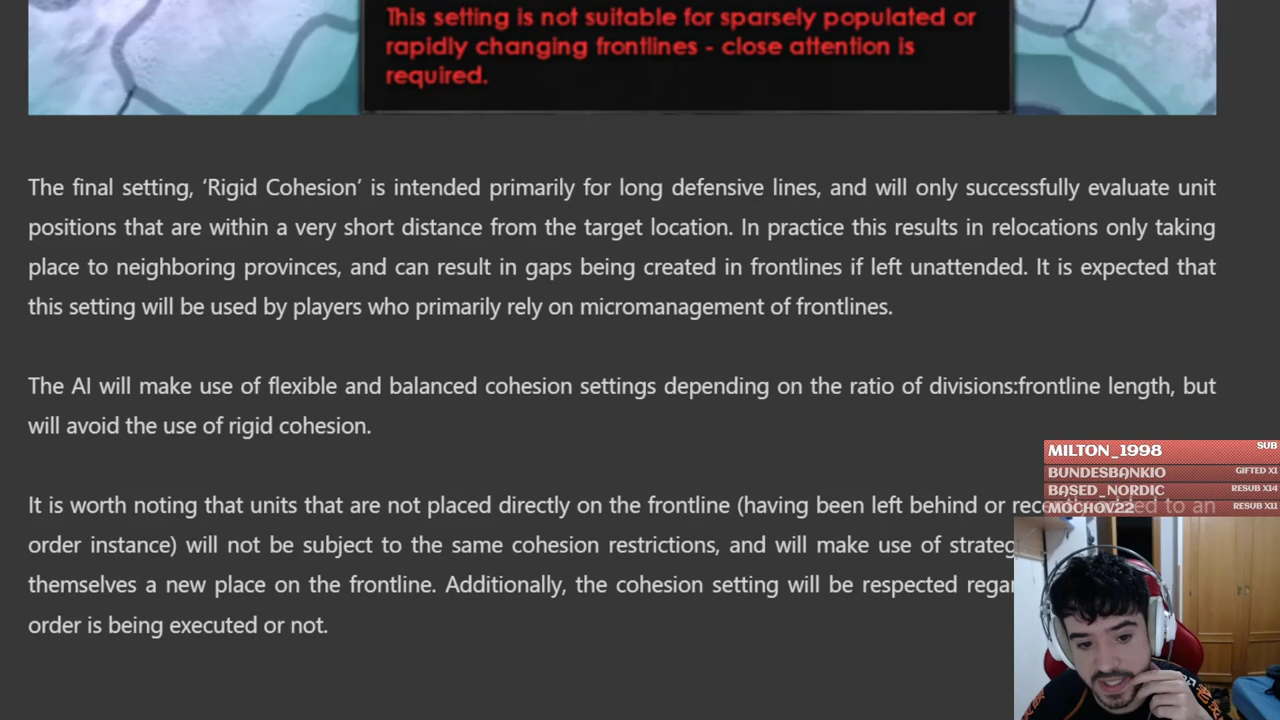 This setting is not suitable for sparsely populated or
rapidly changing frontlines - close attention is
required.
The final setting, ‘Rigid Cohesion’ is intended primarily for long defensive lines, and will only successfully evaluate unit
positions that are within a very short distance from the target location. In practice this results in relocations only taking
place to neighboring provinces, and can result in gaps being created in frontlines if left unattended. It is expected that
this setting will be used by players who primarily rely on micromanagement of frontlines.
The AI will make use of flexible and balanced cohesion settings depending on the ratio of divisions:frontline length, but
will avoid the use of rigid cohesion.
It is worth noting that units that are not placed directly on the frontline (having been left behind or to an
order instance) will not be subject to the same cohesion restrictions, and will make use of
themselves a new place on the frontline. Additionally, the cohesion setting will be respected
order is being executed or not.
MILTON_1998 SUB
BUNDESBANKIO GIFTED X1
BASED_NORDIC RESUB X14
MOCHOV22 RESUB X11